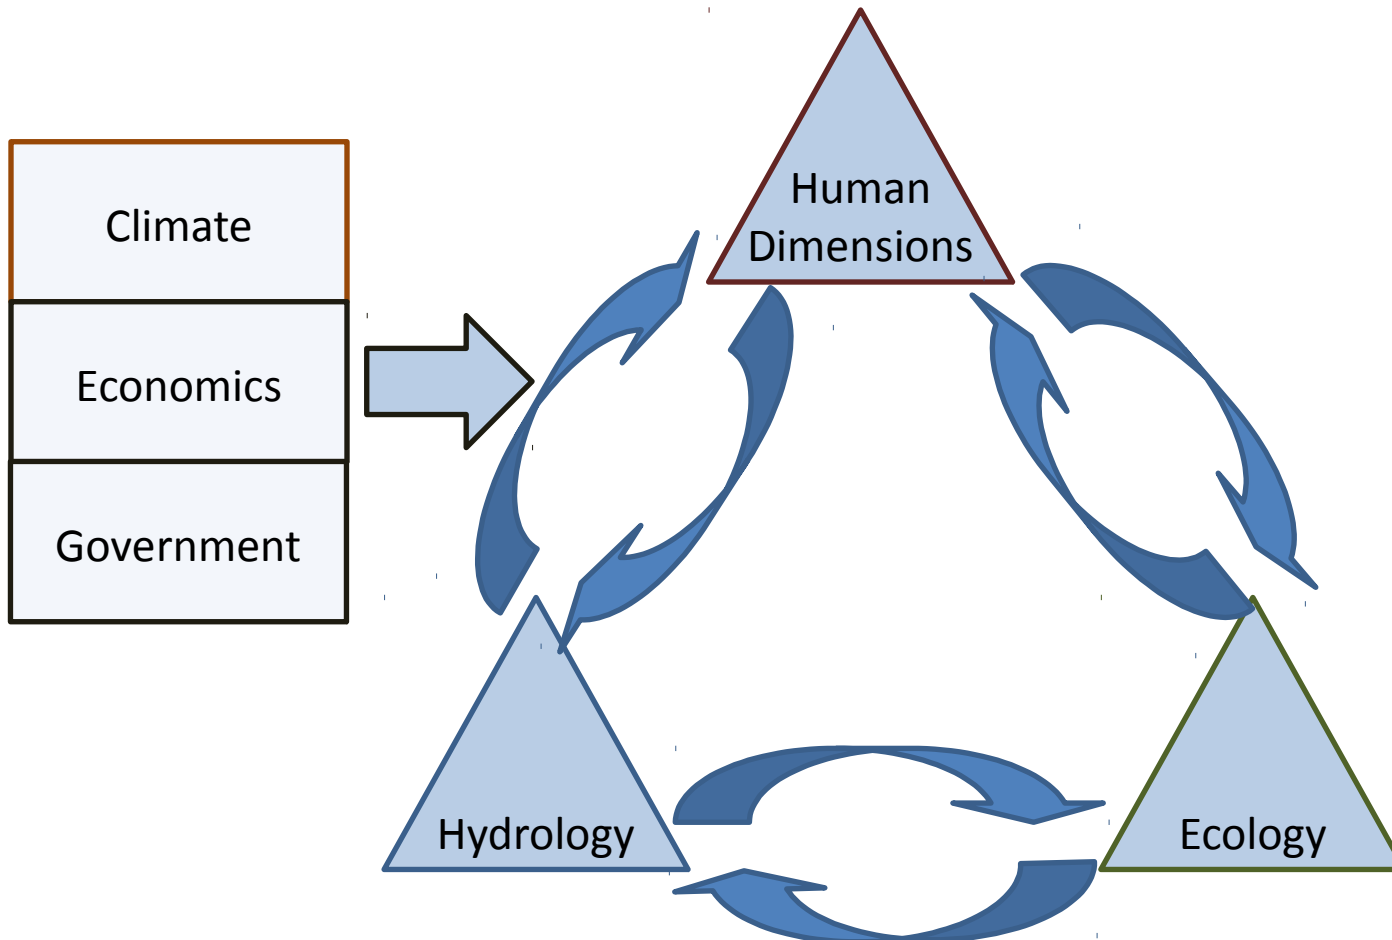 Human
Dimensions
Climate
Economics
Government
Hydrology
Ecology